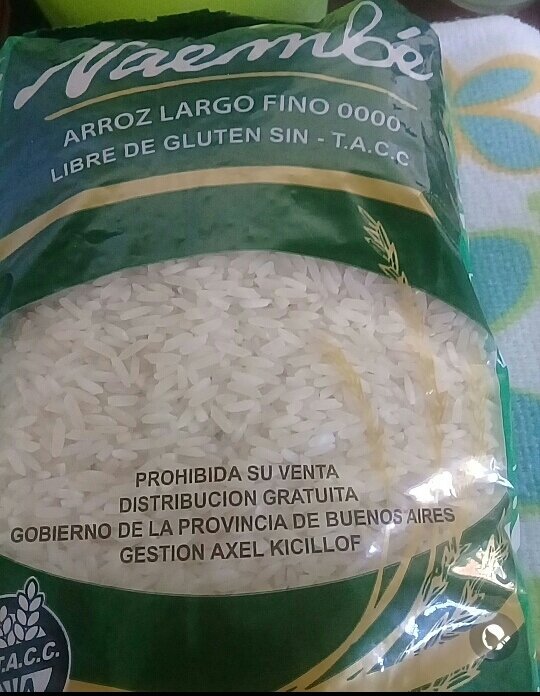 Naembé
ARROZ LARGO FINO 0000
LIBRE DE GLUTEN SIN - T.A.C.C
PROHIBIDA SU VENTA
DISTRIBUCION GRATUITA
GOBIERNO DE LA PROVINCIA DE BUENOS AIRES
GESTION AXEL KICILLOF
T.A.C.C.